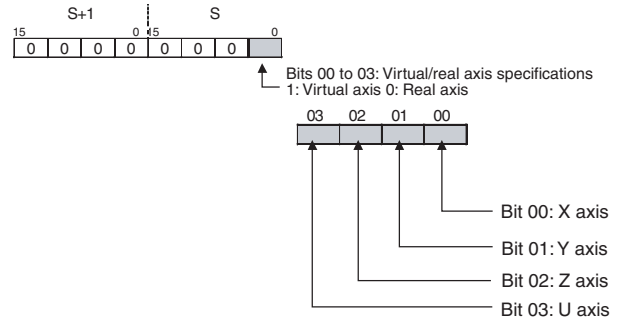 S+1 S
15 0 15 0
0 0 0 0 0 0 0
Bits 00 to 03: Virtual/real axis specifications
1: Virtual axis 0: Real axis
03 02 01 00
Bit 00: X axis
Bit 01: Y axis
Bit 02: Z axis
Bit 03: U axis